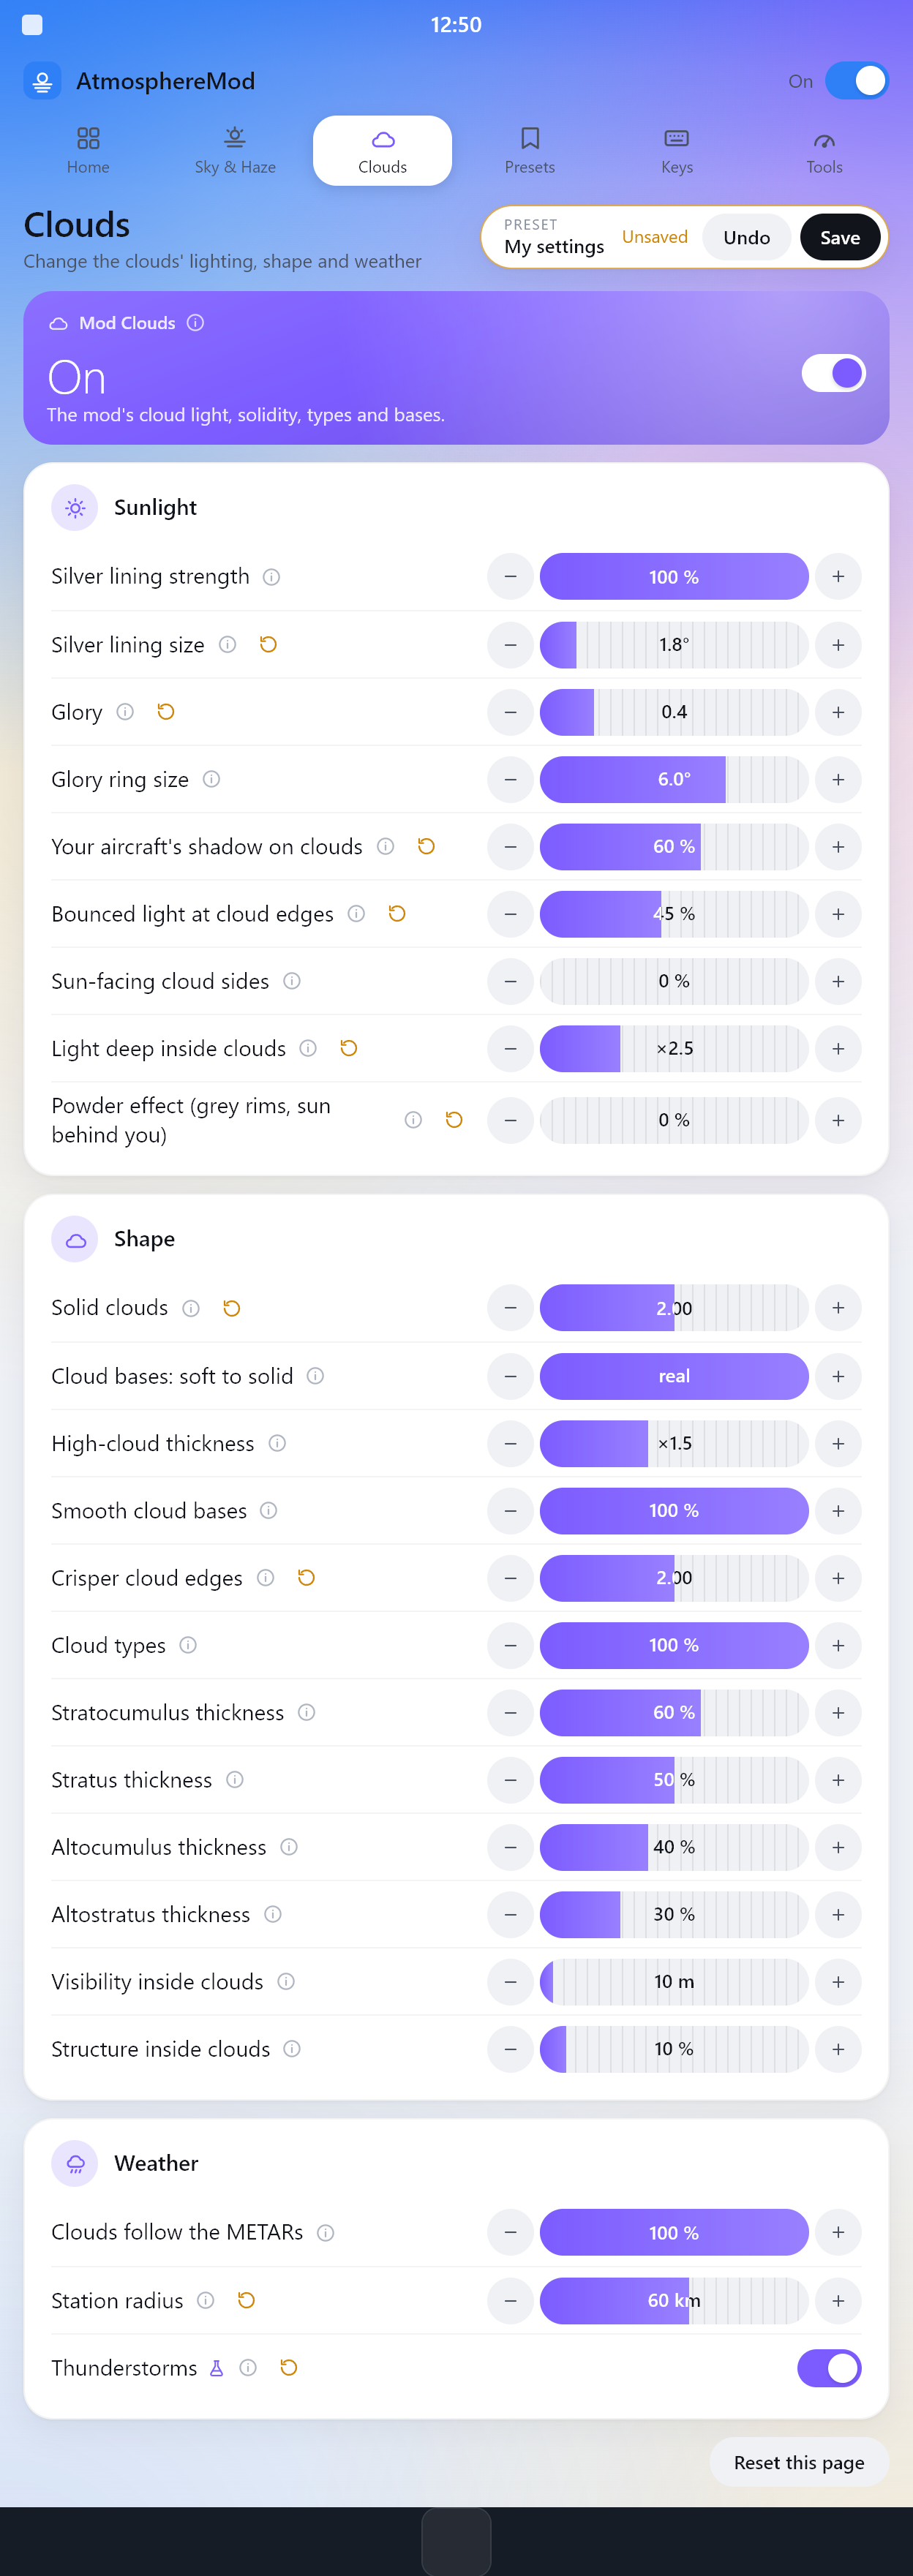 12:50
AtmosphereMod
On
Home
Sky & Haze
Clouds
Presets
Keys
Tools
Clouds
Change the clouds' lighting, shape and weather
PRESET
My settings
Unsaved
Undo
Save
Mod Clouds
On
The mod's cloud light, solidity, types and bases.
Sunlight
Silver lining strength − 100 % +
Silver lining size − 1.8° +
Glory − 0.4 +
Glory ring size − 6.0° +
Your aircraft's shadow on clouds − 60 % +
Bounced light at cloud edges − 45 % +
Sun-facing cloud sides − 0 % +
Light deep inside clouds − ×2.5 +
Powder effect (grey rims, sun
behind you) − 0 % +
Shape
Solid clouds − 2.00 +
Cloud bases: soft to solid − real +
High-cloud thickness − ×1.5 +
Smooth cloud bases − 100 % +
Crisper cloud edges − 2.00 +
Cloud types − 100 % +
Stratocumulus thickness − 60 % +
Stratus thickness − 50 % +
Altocumulus thickness − 40 % +
Altostratus thickness − 30 % +
Visibility inside clouds − 10 m +
Structure inside clouds − 10 % +
Weather
Clouds follow the METARs − 100 % +
Station radius − 60 km +
Thunderstorms
Reset this page